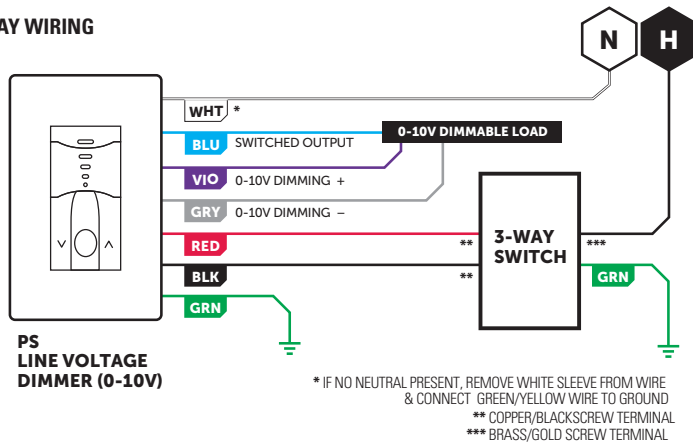 AY WIRING
N H
WHT *
BLU SWITCHED OUTPUT
0-10V DIMMABLE LOAD
VIO 0-10V DIMMING +
GRY 0-10V DIMMING –
RED
**
3-WAY
SWITCH
***
BLK
**
GRN
GRN
PS
LINE VOLTAGE
DIMMER (0-10V)
* IF NO NEUTRAL PRESENT, REMOVE WHITE SLEEVE FROM WIRE
& CONNECT GREEN/YELLOW WIRE TO GROUND
** COPPER/BLACKSCREW TERMINAL
*** BRASS/GOLD SCREW TERMINAL